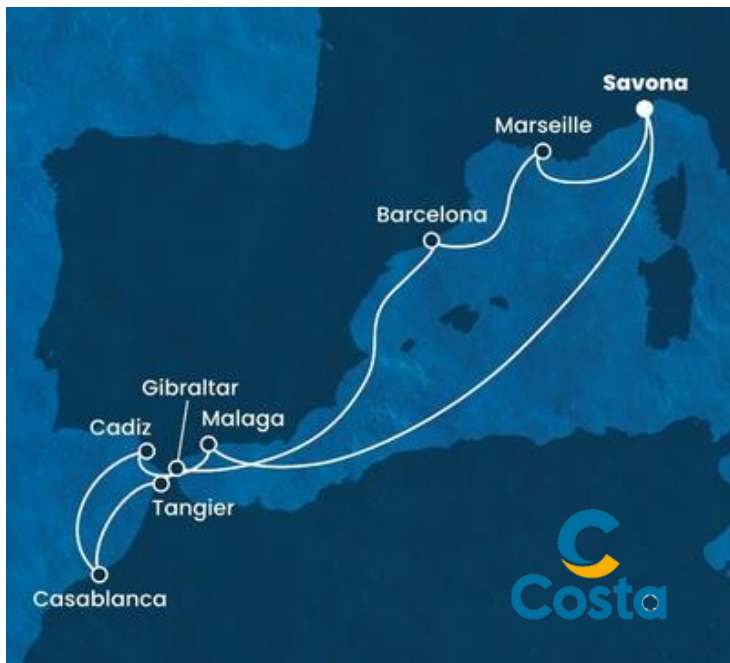 Savona
Marseille
Barcelona
Gibraltar
Malaga
Cadiz
Tangier
Casablanca
Costa